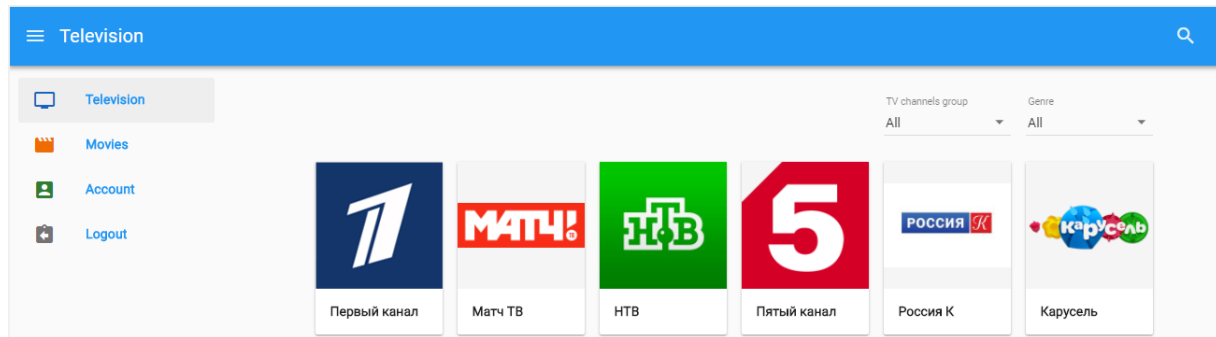 Television
Television
Movies
Account
Logout
TV channels group
Genre
All
All
МАТЧ!
ТВ
НТВ
5
РОССИЯ К
Карусель
Первый канал
Матч ТВ
НТВ
Пятый канал
Россия К
Карусель